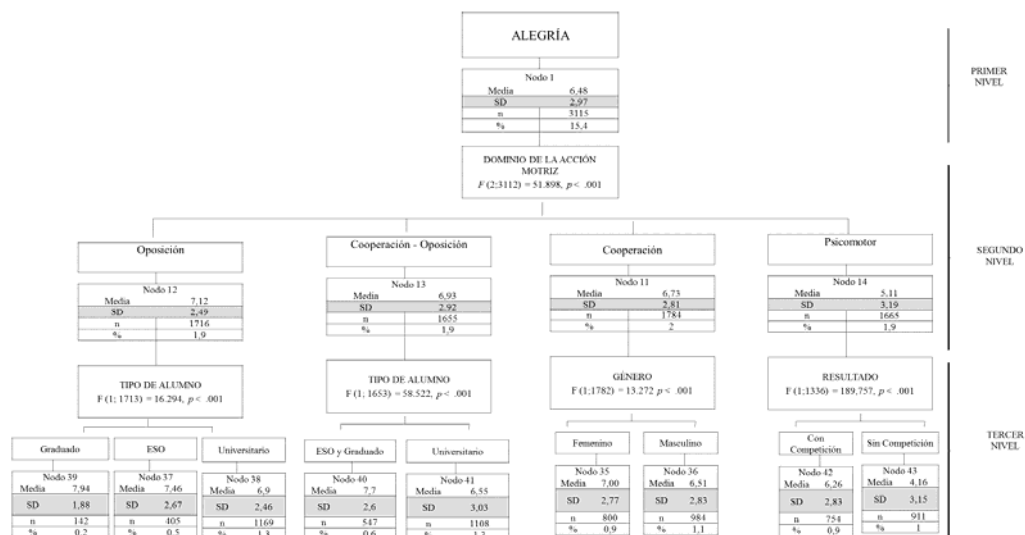 ALEGRÍA
Nodo 1
Media 6,48
SD 2,97
n 3115
% 15,4
PRIMER
NIVEL
DOMINIO DE LA ACCIÓN
MOTRIZ
F (2;3112) = 51.898, p < .001
Oposición
Nodo 12
Media 7,12
SD 2,49
n 1716
% 1,9
Cooperación - Oposición
Nodo 13
Media 6,93
SD 2,92
n 1655
% 1,9
Cooperación
Nodo 11
Media 6,73
SD 2,81
n 1784
% 2
Psicomotor
Nodo 14
Media 5,11
SD 3,19
n 1665
% 1,9
SEGUNDO
NIVEL
TIPO DE ALUMNO
F (1; 1713) = 16.294, p < .001
TIPO DE ALUMNO
F (1; 1653) = 58.522, p < .001
GÉNERO
F (1;1782) = 13.272 p < .001
RESULTADO
F (1;1336) = 189,757, p < .001
Graduado
Nodo 39
Media 7,94
SD 1,88
n 142
% 0,2
ESO
Nodo 37
Media 7,46
SD 2,67
n 405
% 0,5
Universitario
Nodo 38
Media 6,9
SD 2,46
n 1169
% 1,3
ESO y Graduado
Nodo 40
Media 7,7
SD 2,6
n 547
% 0,6
Universitario
Nodo 41
Media 6,55
SD 3,03
n 1108
% 1,2
Femenino
Nodo 35
Media 7,00
SD 2,77
n 800
% 0,9
Masculino
Nodo 36
Media 6,51
SD 2,83
n 984
% 1,1
Con
Competición
Nodo 42
Media 6,26
SD 2,83
n 754
% 0,9
Sin Competición
Nodo 43
Media 4,16
SD 3,15
n 911
% 1
TERCER
NIVEL